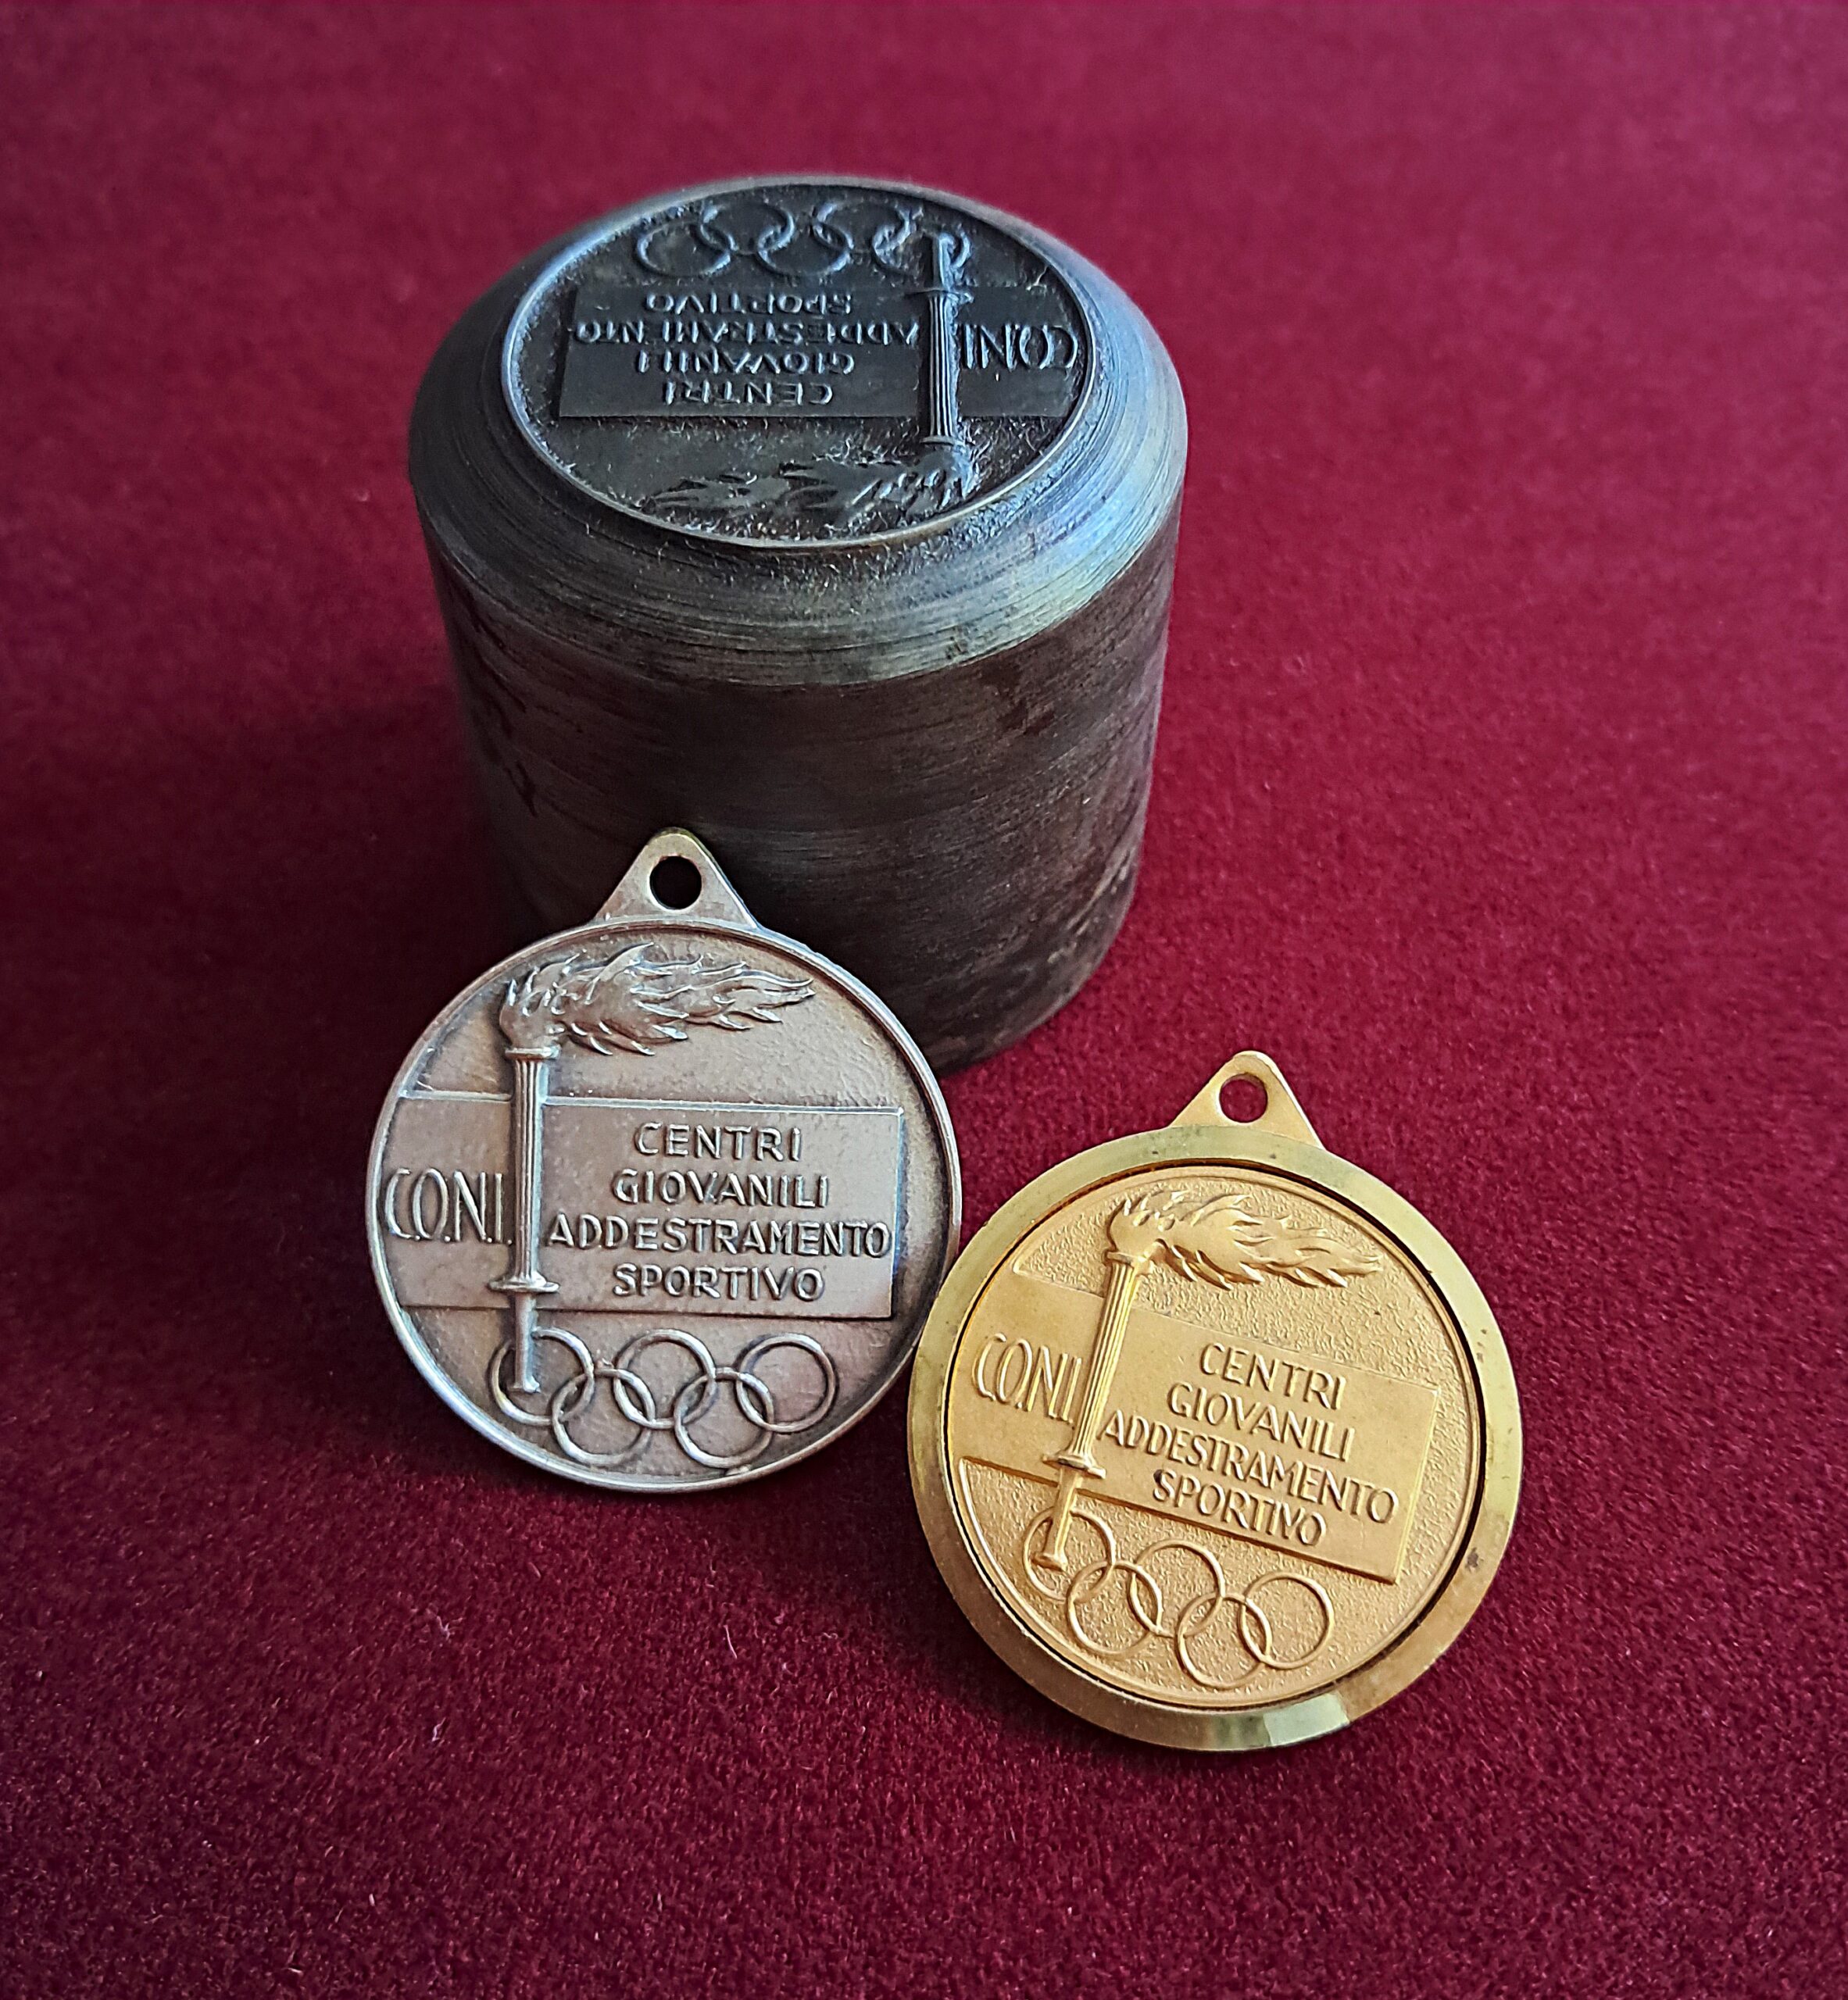 CENTRI
GIOVANILI
C.O.N.I. ADDESTRAMENTO
SPORTIVO
C.O.N.I.
CENTRI
GIOVANILI
ADDESTRAMENTO
SPORTIVO
C.O.N.I.
CENTRI
GIOVANILI
ADDESTRAMENTO
SPORTIVO